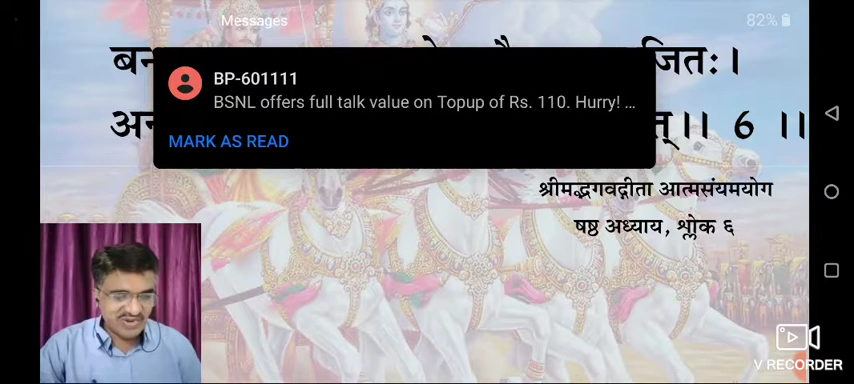 Messages
82%
बन
जितः।
BP-601111
BSNL offers full talk value on Topup of Rs. 110. Hurry! ...
MARK AS READ
त्।। 6 ।।
श्रीमद्भगवद्गीता आत्मसंयमयोग
षष्ठ अध्याय, श्लोक ६
V RECORDER